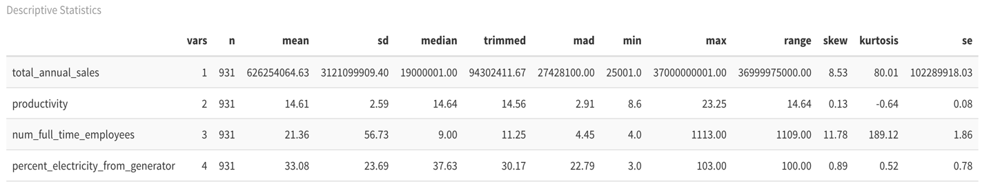 Descriptive Statistics
vars n mean sd median trimmed mad min max range skew kurtosis se
total_annual_sales 1 931 626254064.63 3121099909.40 19000001.00 94302411.67 27428100.00 25001.0 37000000001.00 36999975000.00 8.53 80.01 102289918.03
productivity 2 931 14.61 2.59 14.64 14.56 2.91 8.6 23.25 14.64 0.13 -0.64 0.08
num_full_time_employees 3 931 21.36 56.73 9.00 11.25 4.45 4.0 1113.00 1109.00 11.78 189.12 1.86
percent_electricity_from_generator 4 931 33.08 23.69 37.63 30.17 22.79 3.0 103.00 100.00 0.89 0.52 0.78